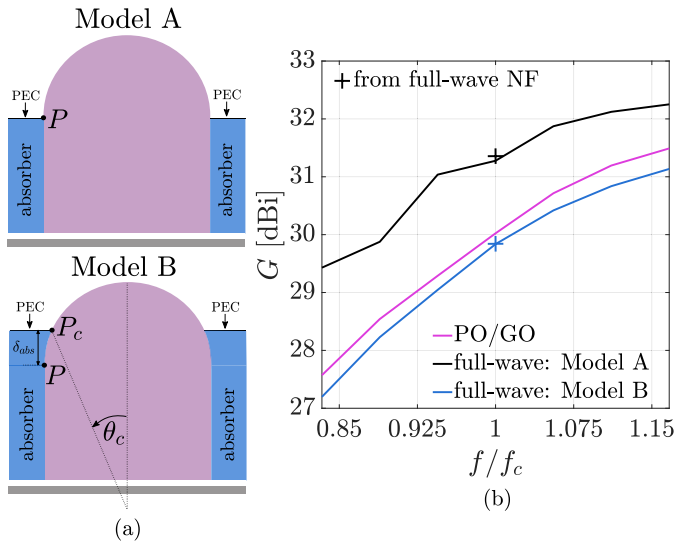 Model A
PEC
PEC
P
absorber
absorber
Model B
PEC
PEC
P_c
δ_abs
P
absorber
absorber
θ_c
(a)
33
32
31
30
29
28
27
G [dBi]
+ from full-wave NF
PO/GO
full-wave: Model A
full-wave: Model B
0.85 0.925 1 1.075 1.15
f/f_c
(b)